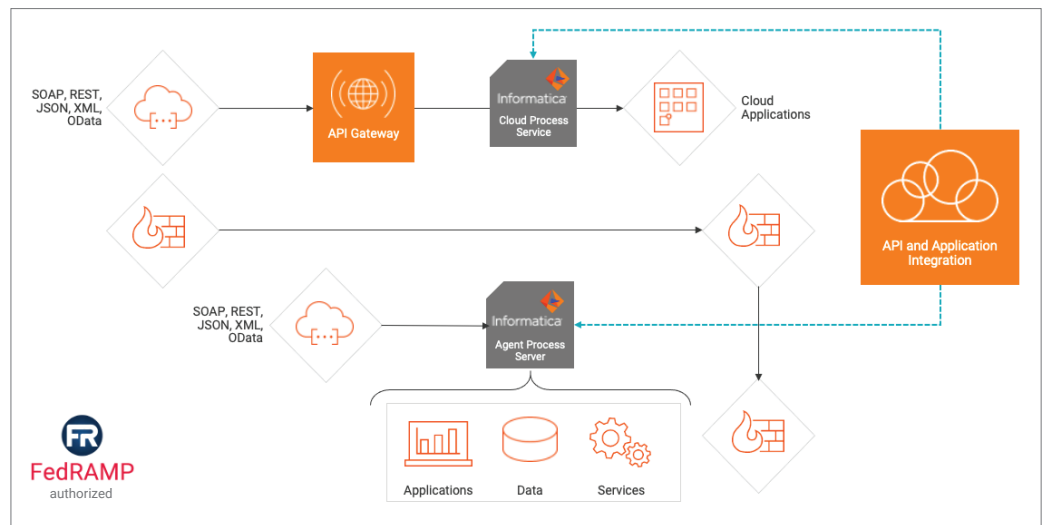 SOAP, REST,
JSON, XML,
OData
API Gateway
Informatica
Cloud Process
Service
Cloud
Applications
API and Application
Integration
SOAP, REST,
JSON, XML,
OData
Informatica
Agent Process
Server
Applications
Data
Services
FR
FedRAMP
authorized